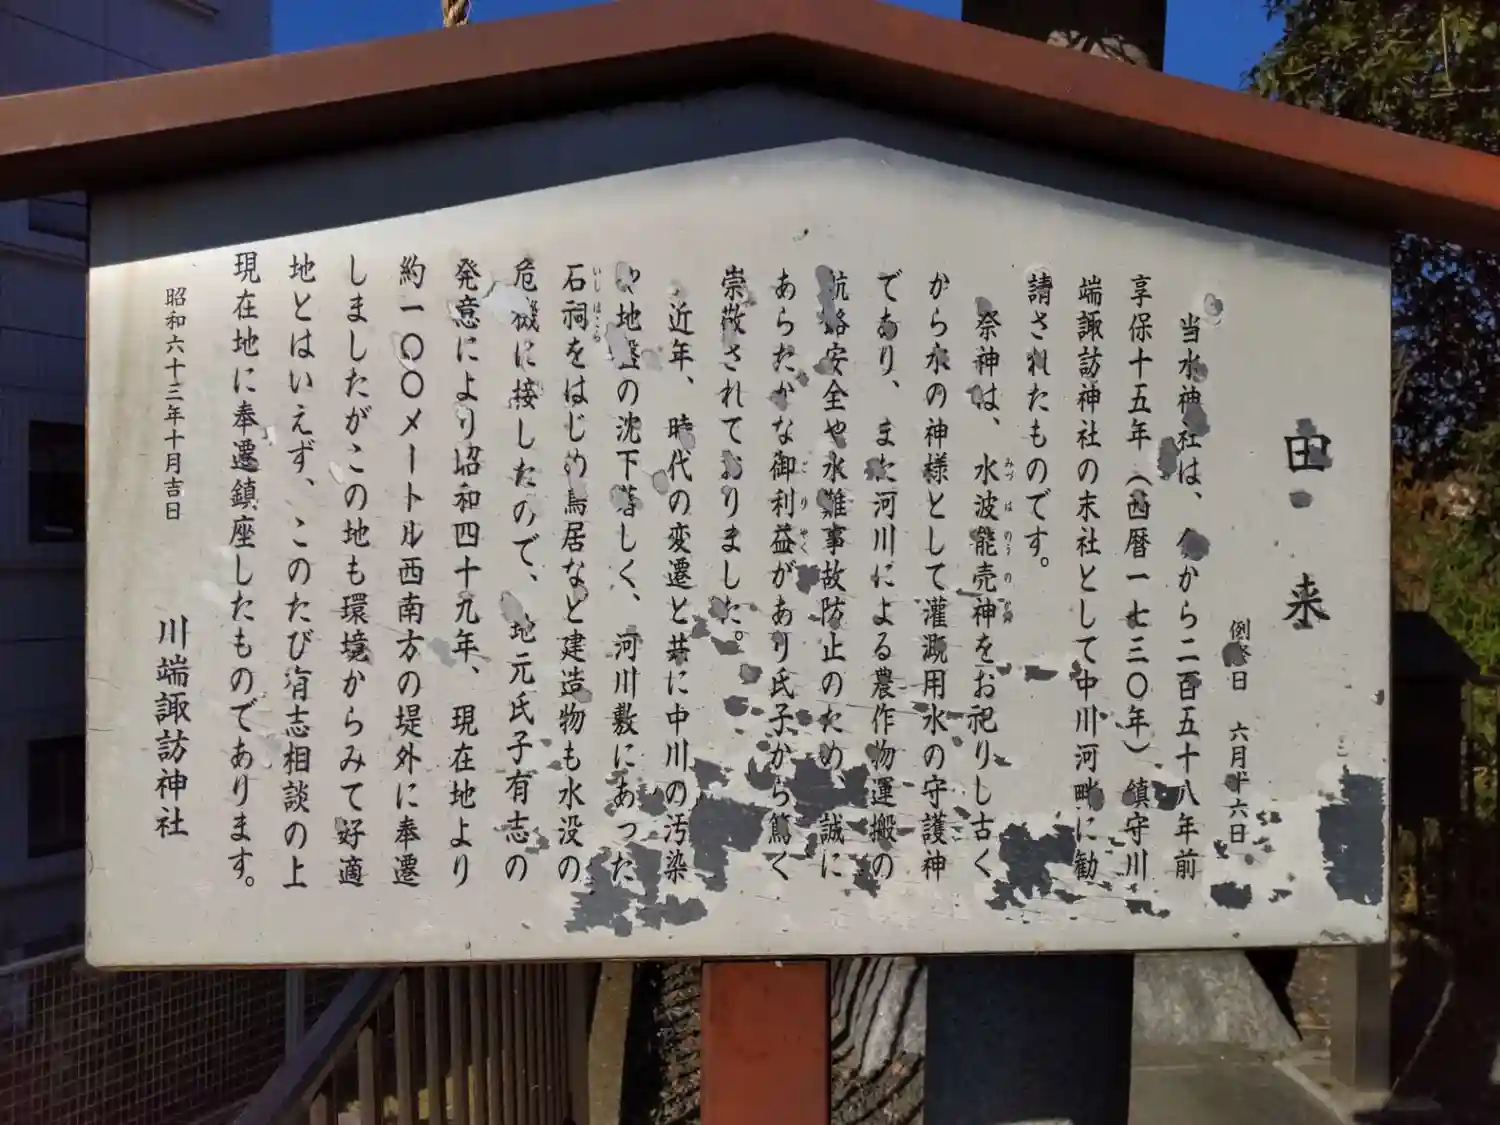 由来
例祭日 六月十六日
当水神社は、今から二百五十八年前
享保十五年(西暦一七三〇年)鎮守川
端諏訪神社の末社として中川河畔に勧
請されたものです。
祭神は、水波能売神をお祀りし古く
から水の神様として灌漑用水の守護神
であり、また河川による農作物運搬の
航路安全や水難事故防止のため、誠に
あらたかな御利益があり氏子から篤く
崇敬されておりました。
近年、時代の変遷と共に中川の汚染
や地盤の沈下著しく、河川敷にあった
石祠をはじめ鳥居など建造物も水没の
危機に接したので、地元氏子有志の
発意により昭和四十九年、現在地より
約一〇〇メートル西南方の堤外に奉遷
しましたがこの地も環境からみて好適
地とはいえず、このたび有志相談の上
現在地に奉遷鎮座したものであります。
昭和六十三年十月吉日
川端諏訪神社